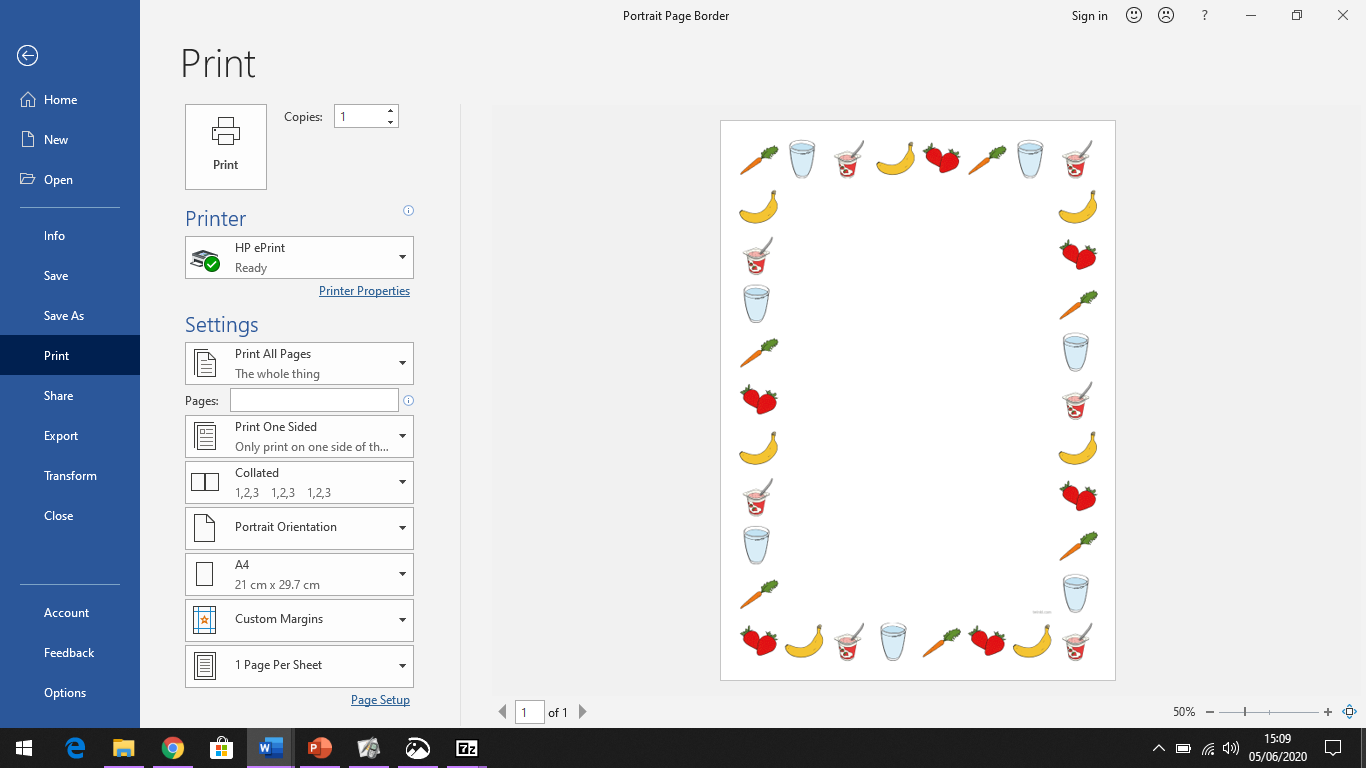 Portrait Page Border
Sign in
?
Print
Home
New
Open
Info
Save
Save As
Print
Share
Export
Transform
Close
Account
Feedback
Options
Print
Copies:
1
Printer
HP ePrint
Ready
Printer Properties
Settings
Print All Pages
The whole thing
Pages:
Print One Sided
Only print on one side of th...
Collated
1,2,3 1,2,3 1,2,3
Portrait Orientation
A4
21 cm x 29.7 cm
Custom Margins
1 Page Per Sheet
Page Setup
1 of 1
50%
7z
15:09
05/06/2020